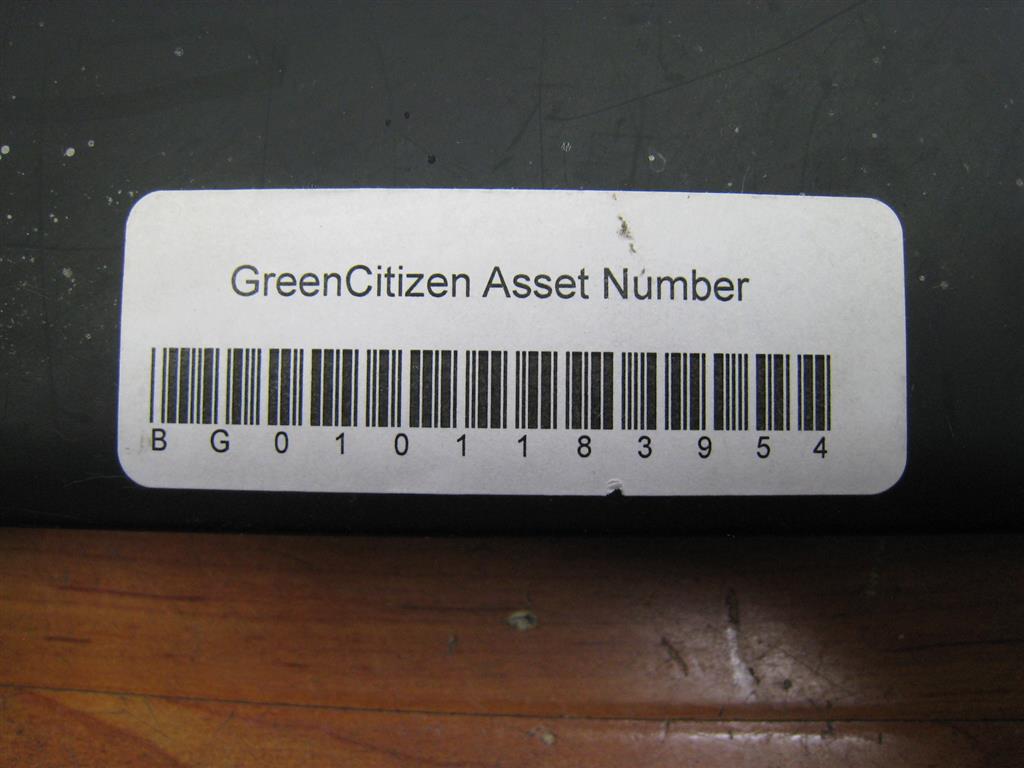 GreenCitizen Asset Number
B G 0 1 0 1 1 8 3 9 5 4